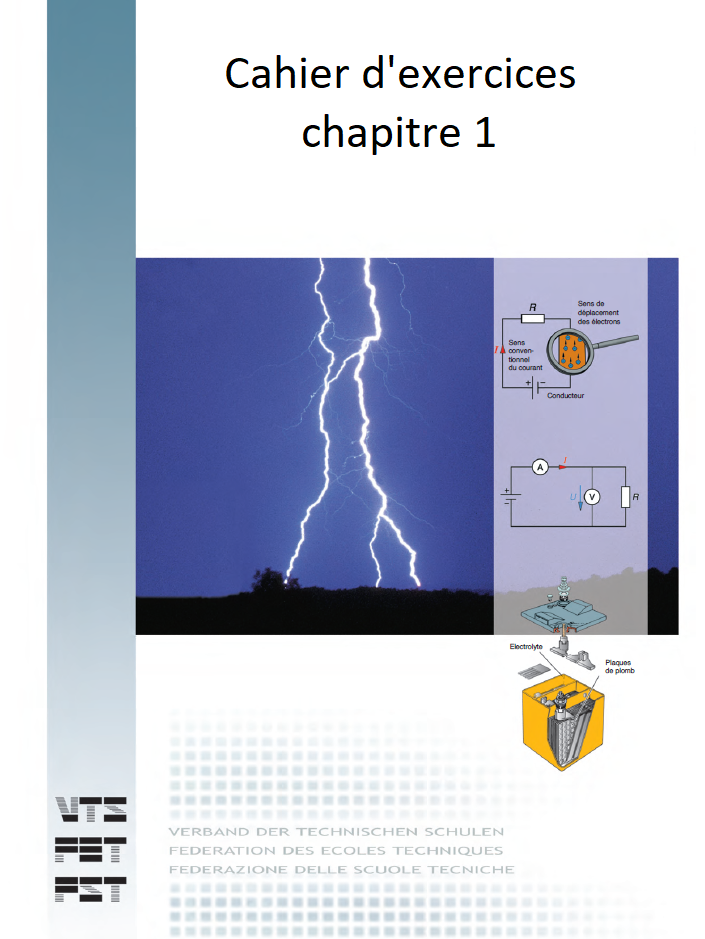 Cahier d'exercices
chapitre 1
R
Sens de
déplacement
des électrons
I
Sens
conven-
tionnel
du courant
+ −
Conducteur
A
I
+
−
U
V
R
Electrolyte
Plaques
de plomb
VTS
FET
FST
VERBAND DER TECHNISCHEN SCHULEN
FEDERATION DES ECOLES TECHNIQUES
FEDERAZIONE DELLE SCUOLE TECNICHE